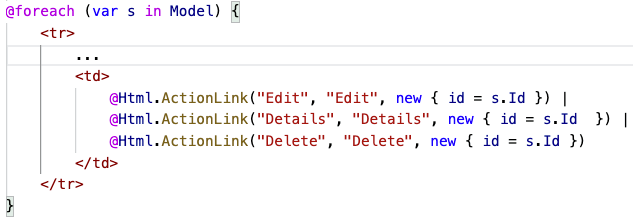 @foreach (var s in Model) {
    <tr>
        ...
        <td>
            @Html.ActionLink("Edit", "Edit", new { id = s.Id }) |
            @Html.ActionLink("Details", "Details", new { id = s.Id  }) |
            @Html.ActionLink("Delete", "Delete", new { id = s.Id })
        </td>
    </tr>
}